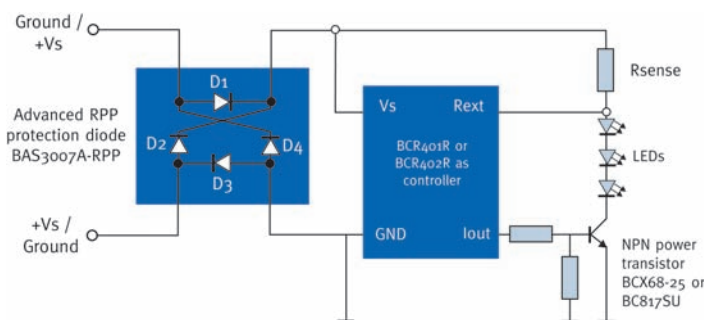 Ground /
+Vs
Advanced RPP
protection diode
BAS3007A-RPP
+Vs /
Ground
D1
D2
D4
D3
Vs
Rext
BCR401R or
BCR402R as
controller
GND
Iout
Rsense
LEDs
NPN power
transistor
BCX68-25 or
BC817SU